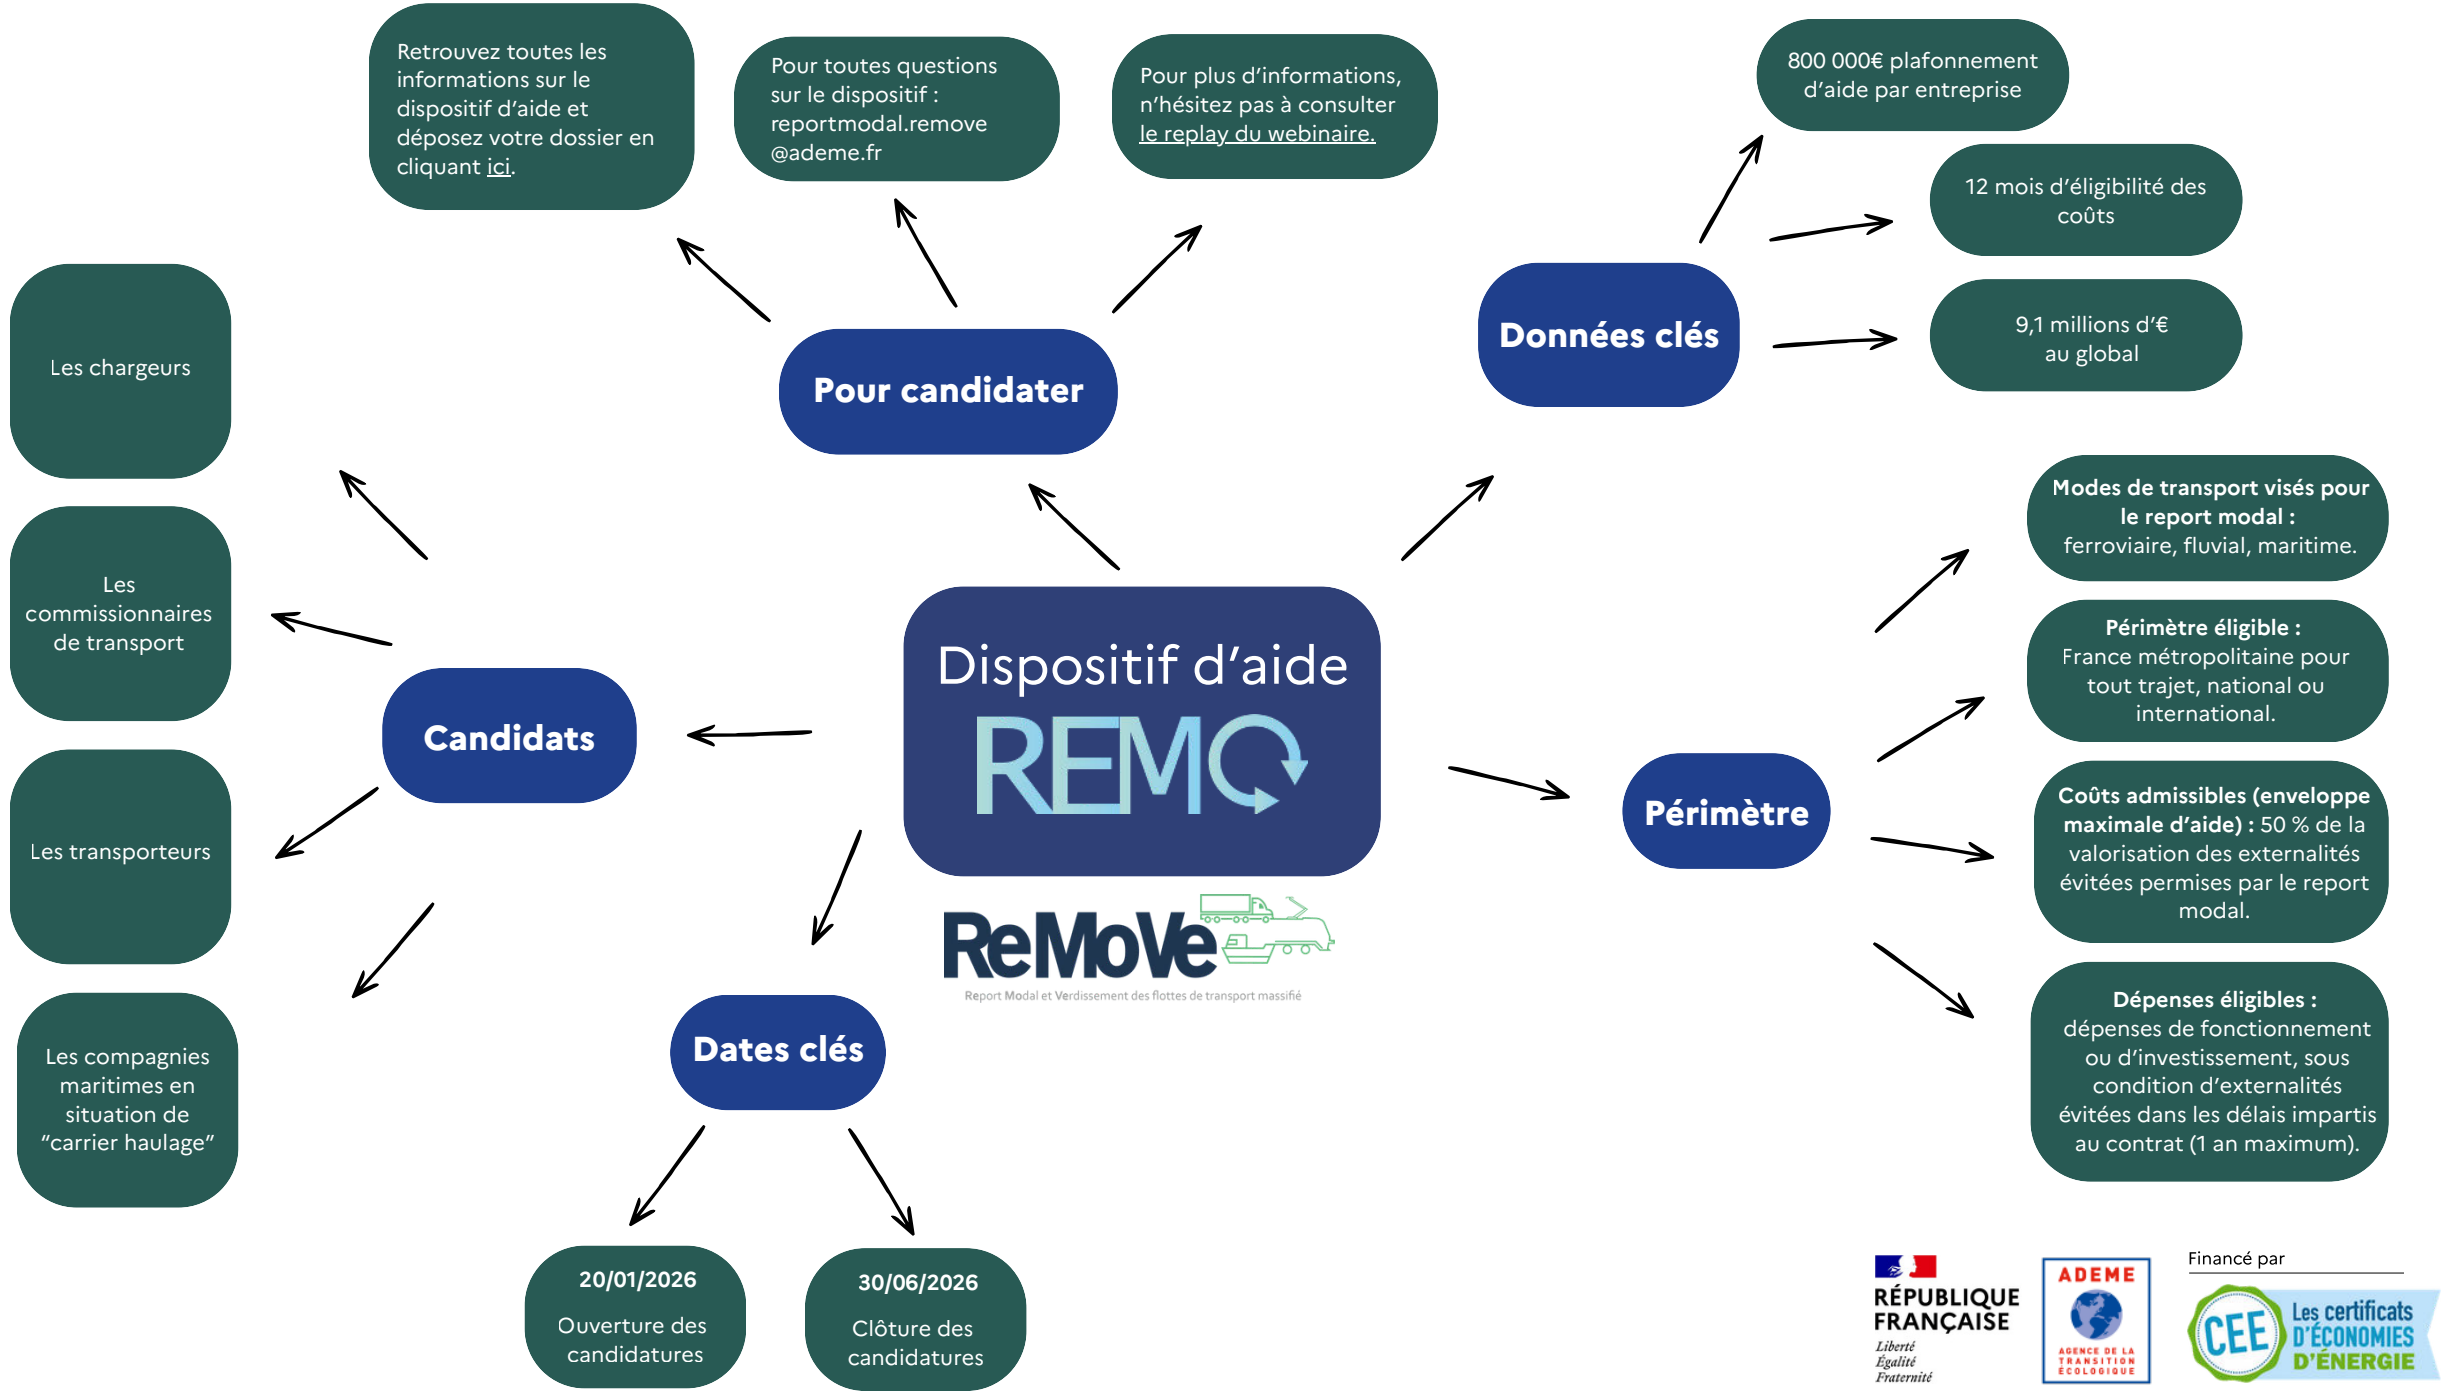 Retrouvez toutes les
informations sur le
dispositif d’aide et
déposez votre dossier en
cliquant ici.
Pour toutes questions
sur le dispositif :
reportmodal.remove
@ademe.fr
Pour plus d’informations,
n’hésitez pas à consulter
le replay du webinaire.
800 000€ plafonnement
d’aide par entreprise
12 mois d’éligibilité des
coûts
9,1 millions d’€
au global
Données clés
Pour candidater
Les chargeurs
Les
commissionnaires
de transport
Les transporteurs
Les compagnies
maritimes en
situation de
“carrier haulage”
Candidats
Dispositif d’aide
REMO
ReMoVe
Report Modal et Verdissement des flottes de transport massifié
Périmètre
Modes de transport visés pour
le report modal :
ferroviaire, fluvial, maritime.
Périmètre éligible :
France métropolitaine pour
tout trajet, national ou
international.
Coûts admissibles (enveloppe
maximale d’aide) : 50 % de la
valorisation des externalités
évitées permises par le report
modal.
Dépenses éligibles :
dépenses de fonctionnement
ou d’investissement, sous
condition d’externalités
évitées dans les délais impartis
au contrat (1 an maximum).
Dates clés
20/01/2026
Ouverture des
candidatures
30/06/2026
Clôture des
candidatures
RÉPUBLIQUE
FRANÇAISE
Liberté
Égalité
Fraternité
ADEME
AGENCE DE LA
TRANSITION
ÉCOLOGIQUE
Financé par
CEE
Les certificats
D’ÉCONOMIES
D’ÉNERGIE